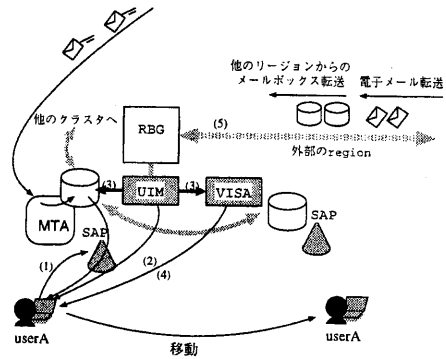 他のリージョンからの
メールボックス転送
電子メール転送
他のクラスタへ
RBG
(5)
外部のregion
(3)
UIM
(3)
VISA
MTA
SAP
SAP
(1)
(2)
(4)
userA
移動
userA